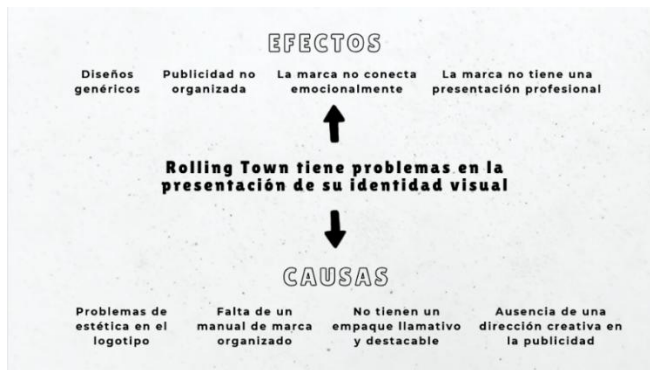 EFECTOS
Diseños
genéricos
Publicidad no
organizada
La marca no conecta
emocionalmente
La marca no tiene una
presentación profesional
Rolling Town tiene problemas en la
presentación de su identidad visual
CAUSAS
Problemas de
estética en el
logotipo
Falta de un
manual de marca
organizado
No tienen un
empaque llamativo
y destacable
Ausencia de una
dirección creativa en
la publicidad